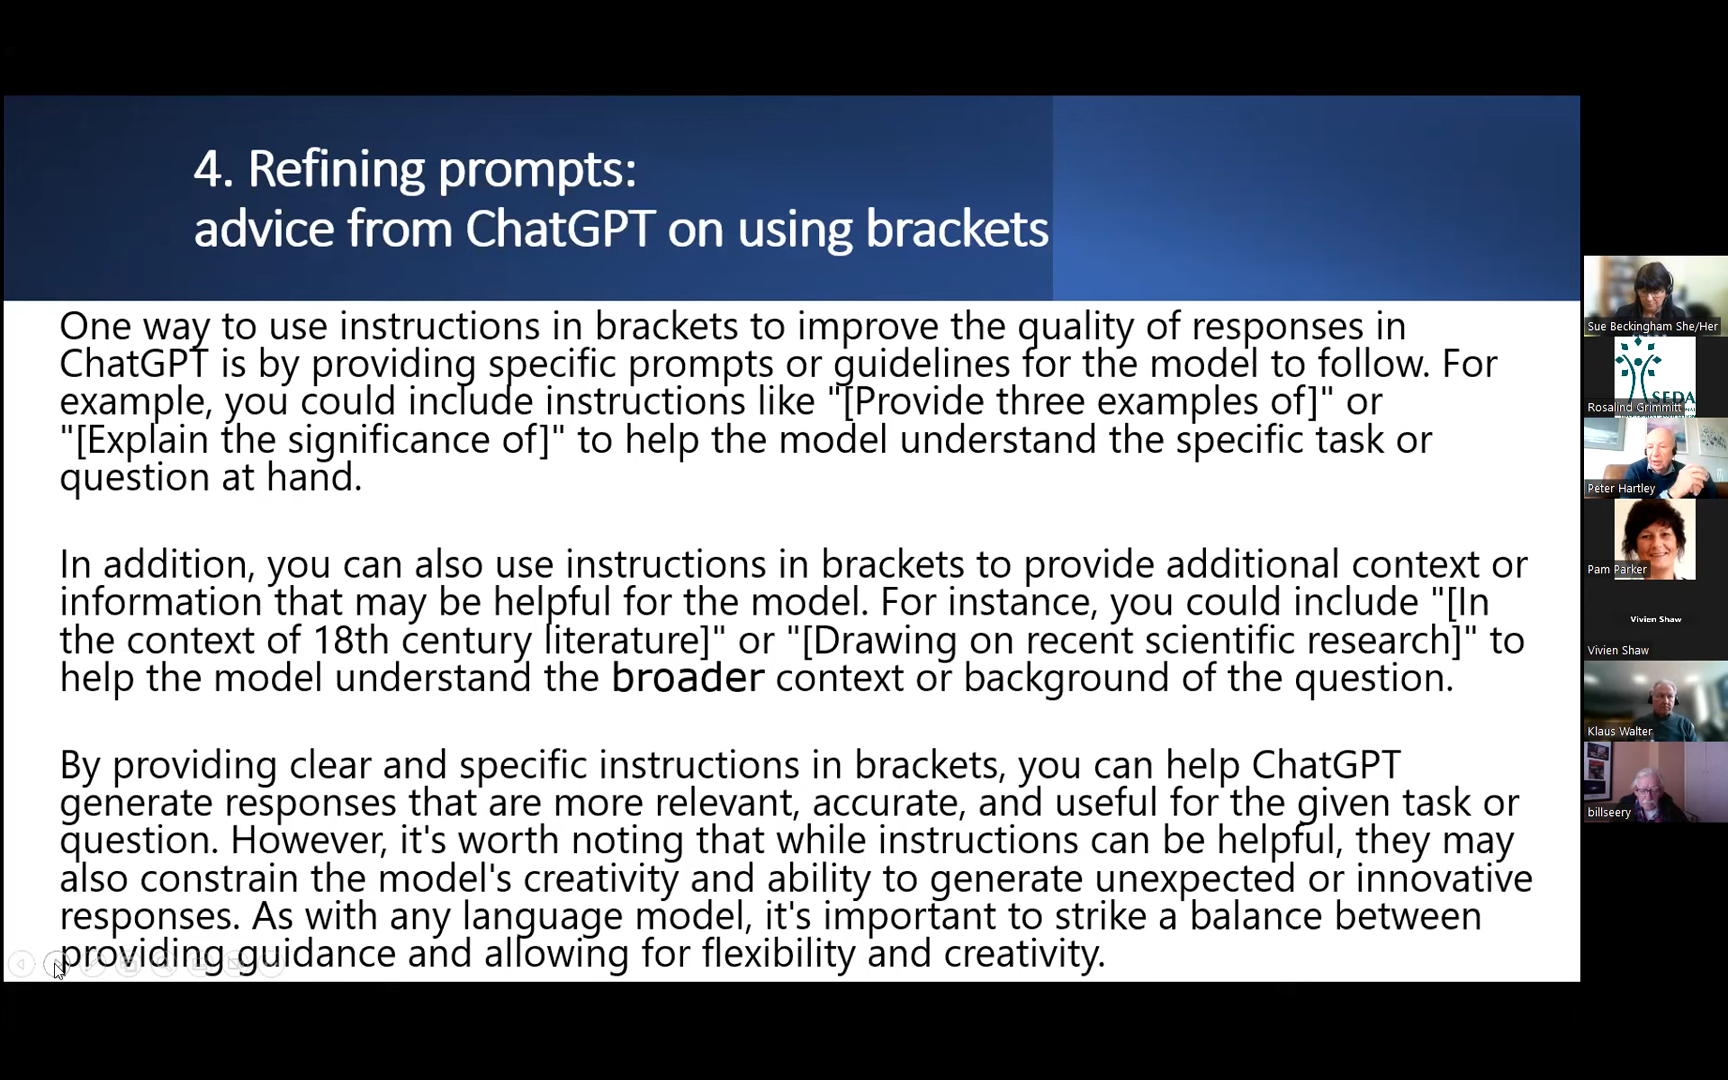 4. Refining prompts:
advice from ChatGPT on using brackets
One way to use instructions in brackets to improve the quality of responses in
ChatGPT is by providing specific prompts or guidelines for the model to follow. For
example, you could include instructions like "[Provide three examples of]" or
"[Explain the significance of]" to help the model understand the specific task or
question at hand.
In addition, you can also use instructions in brackets to provide additional context or
information that may be helpful for the model. For instance, you could include "[In
the context of 18th century literature]" or "[Drawing on recent scientific research]" to
help the model understand the broader context or background of the question.
By providing clear and specific instructions in brackets, you can help ChatGPT
generate responses that are more relevant, accurate, and useful for the given task or
question. However, it's worth noting that while instructions can be helpful, they may
also constrain the model's creativity and ability to generate unexpected or innovative
responses. As with any language model, it's important to strike a balance between
providing guidance and allowing for flexibility and creativity.
Sue Beckingham She/Her
SEDA
Rosalind Grimmitt
Peter Hartley
Pam Parker
Vivien Shaw
Vivien Shaw
Klaus Walter
billseery